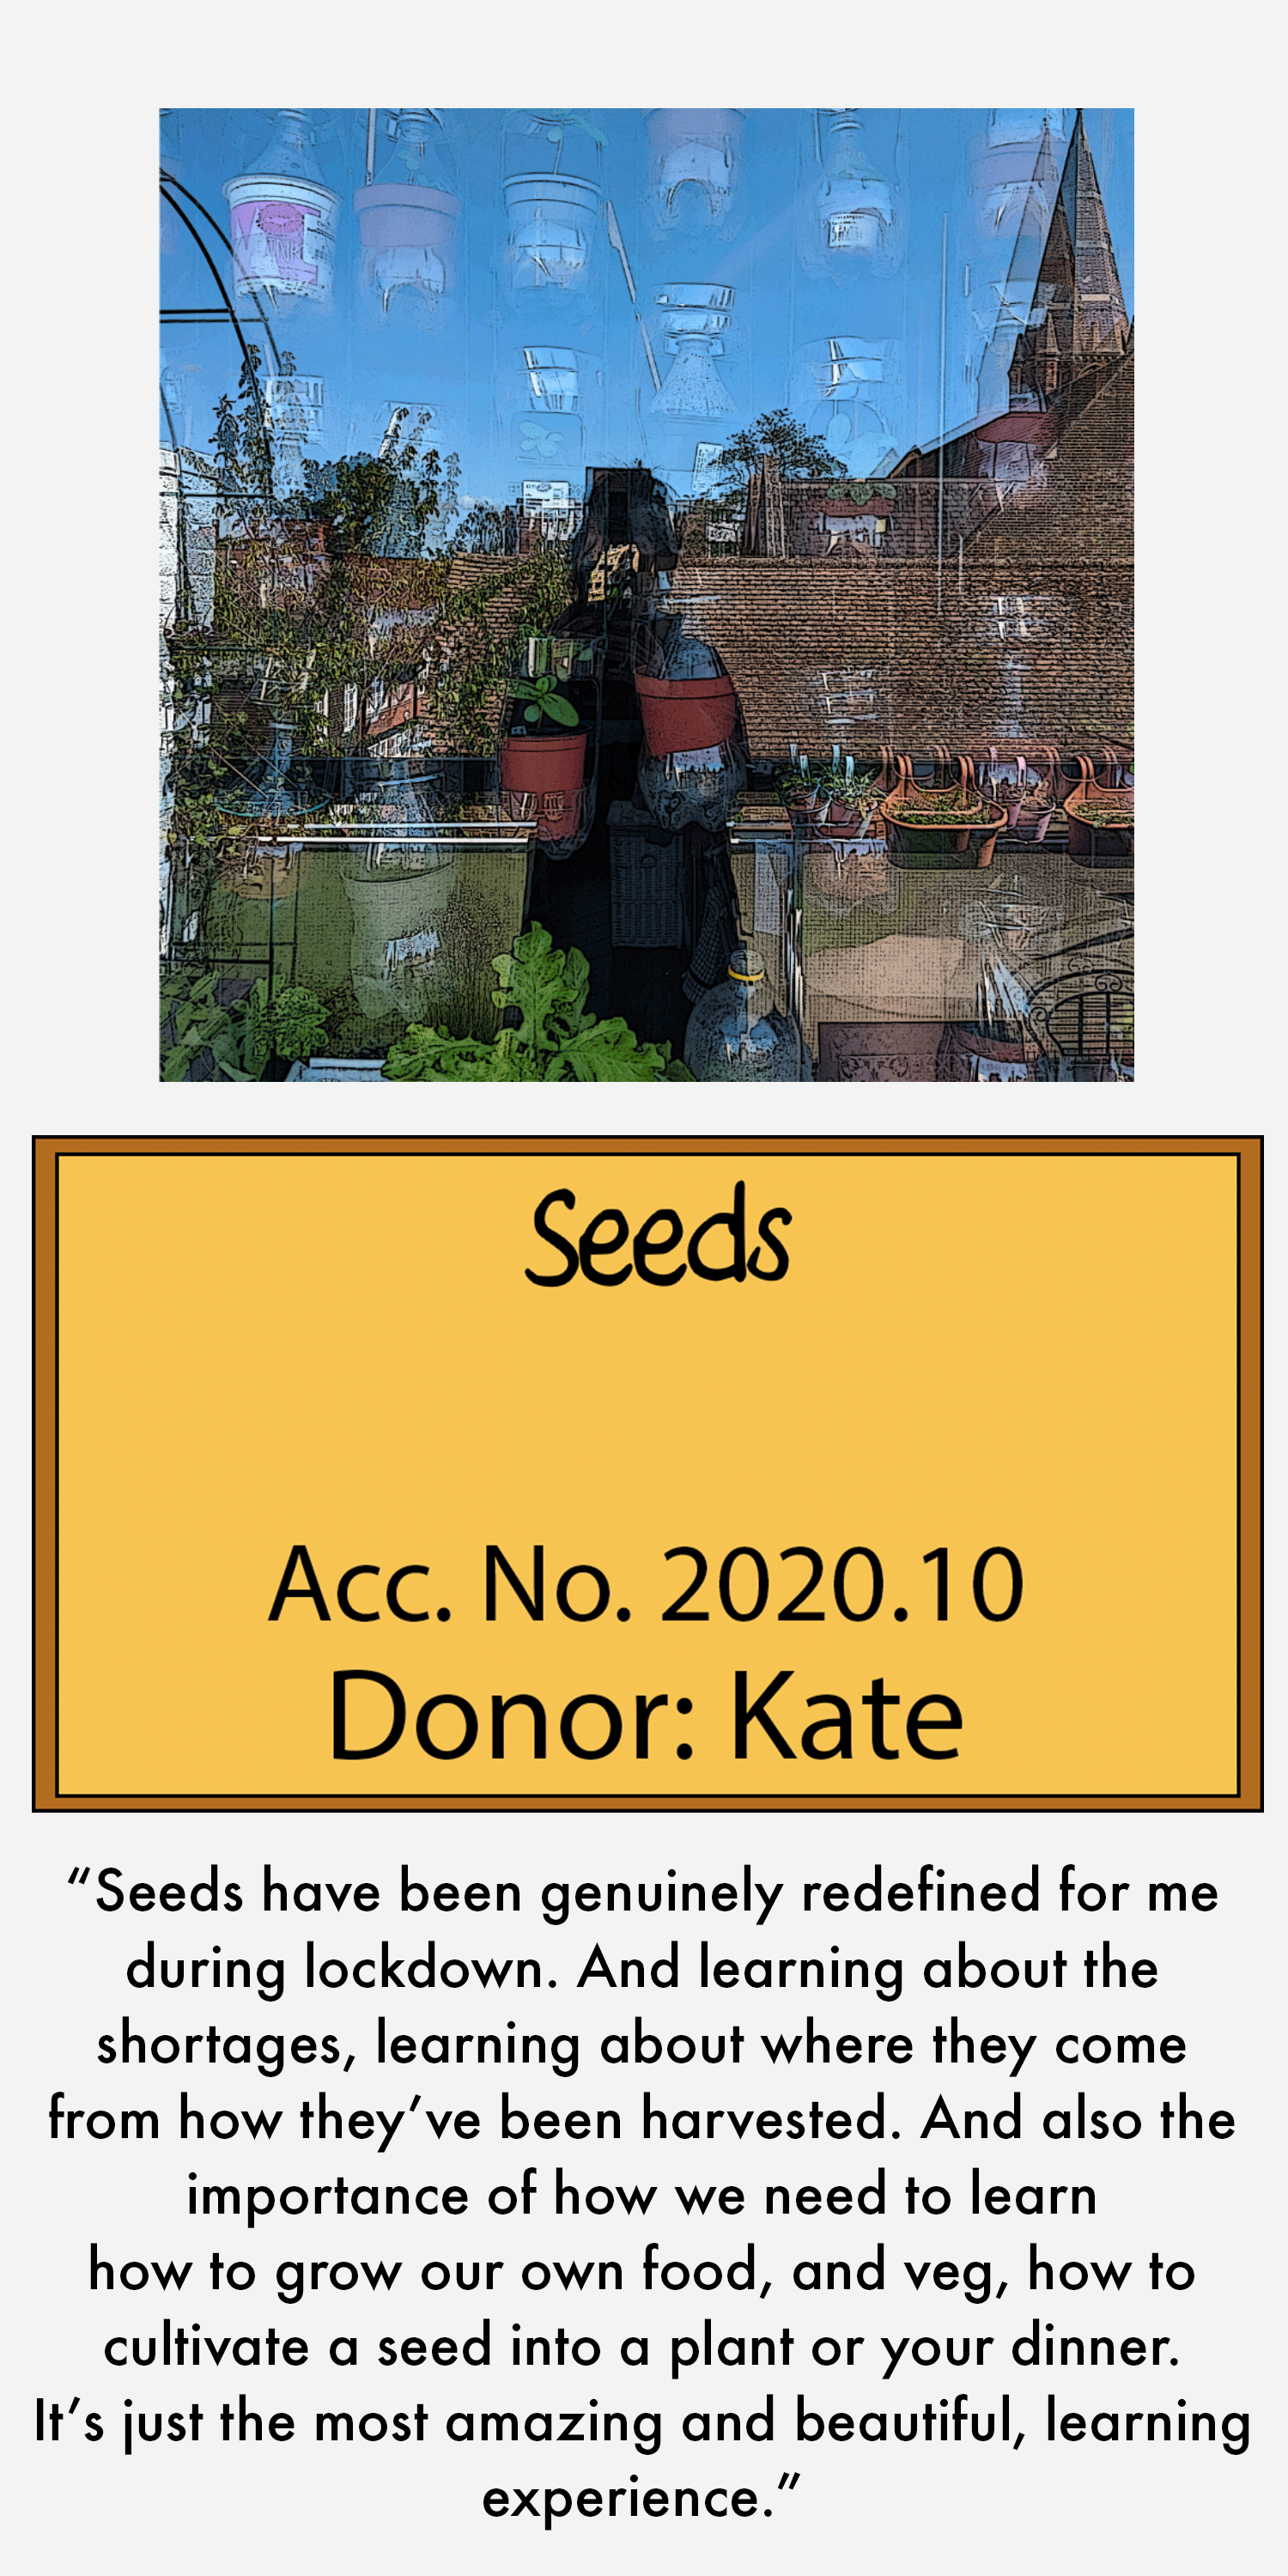 Seeds
Acc. No. 2020.10
Donor: Kate
“Seeds have been genuinely redefined for me
during lockdown. And learning about the
shortages, learning about where they come
from how they’ve been harvested. And also the
importance of how we need to learn
how to grow our own food, and veg, how to
cultivate a seed into a plant or your dinner.
It’s just the most amazing and beautiful, learning
experience.”